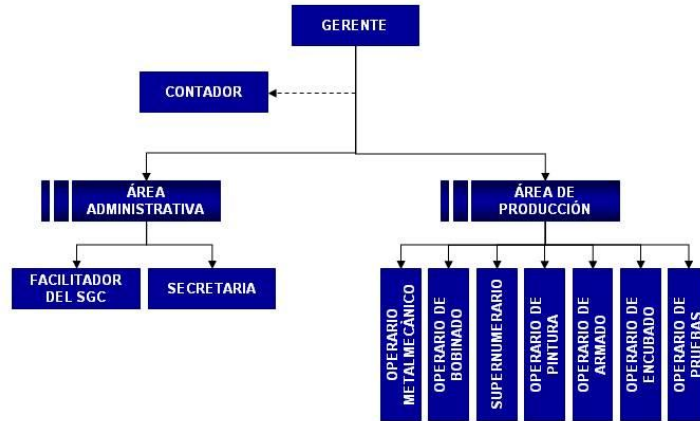 GERENTE
CONTADOR
ÁREA
ADMINISTRATIVA
ÁREA DE
PRODUCCIÓN
FACILITADOR
DEL SGC
SECRETARIA
OPERARIO
METALMECÁNICO
OPERARIO DE
BOBINADO
SUPERNUMERARIO
OPERARIO DE
PINTURA
OPERARIO DE
ARMADO
OPERARIO DE
ENCUBADO
OPERARIO DE
PRUEBAS